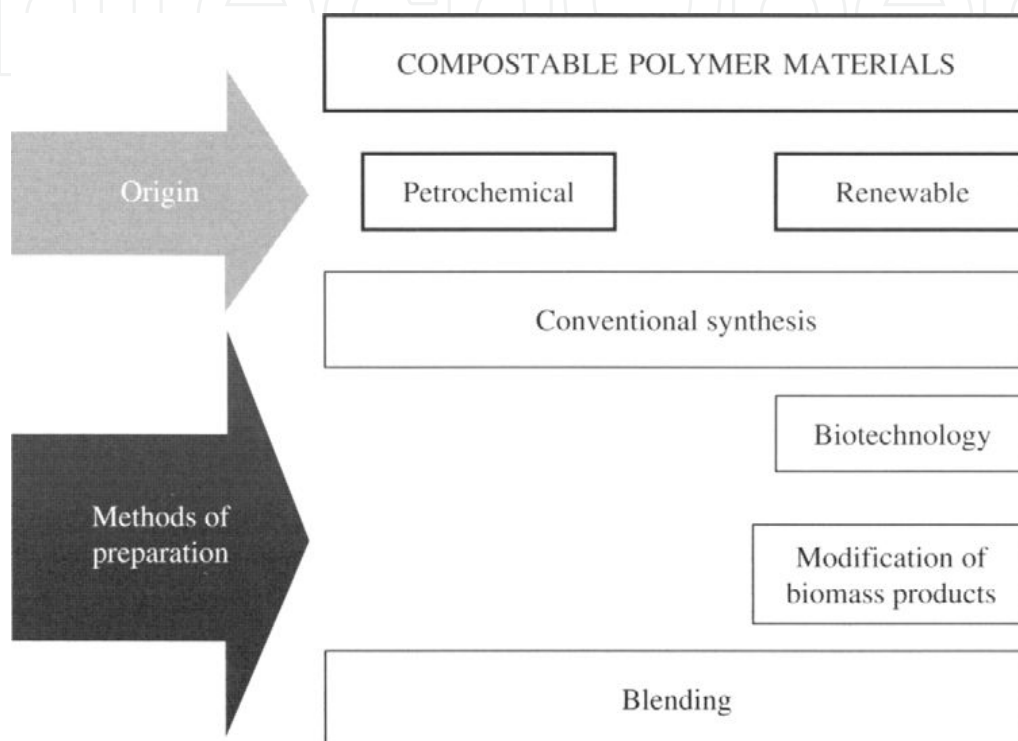 COMPOSTABLE POLYMER MATERIALS
Origin
Petrochemical
Renewable
Conventional synthesis
Biotechnology
Methods of
preparation
Modification of
biomass products
Blending